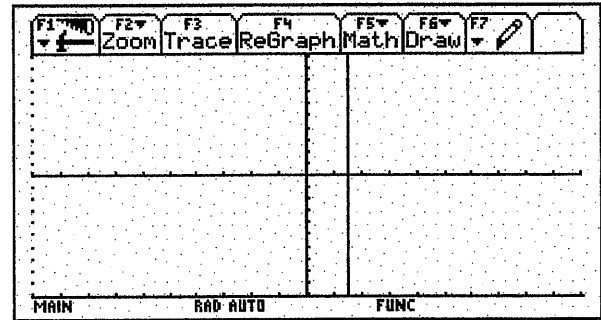 F1 F2 F3 F4 F5 F6 F7
Zoom Trace ReGraph Math Draw
MAIN RAD AUTO FUNC